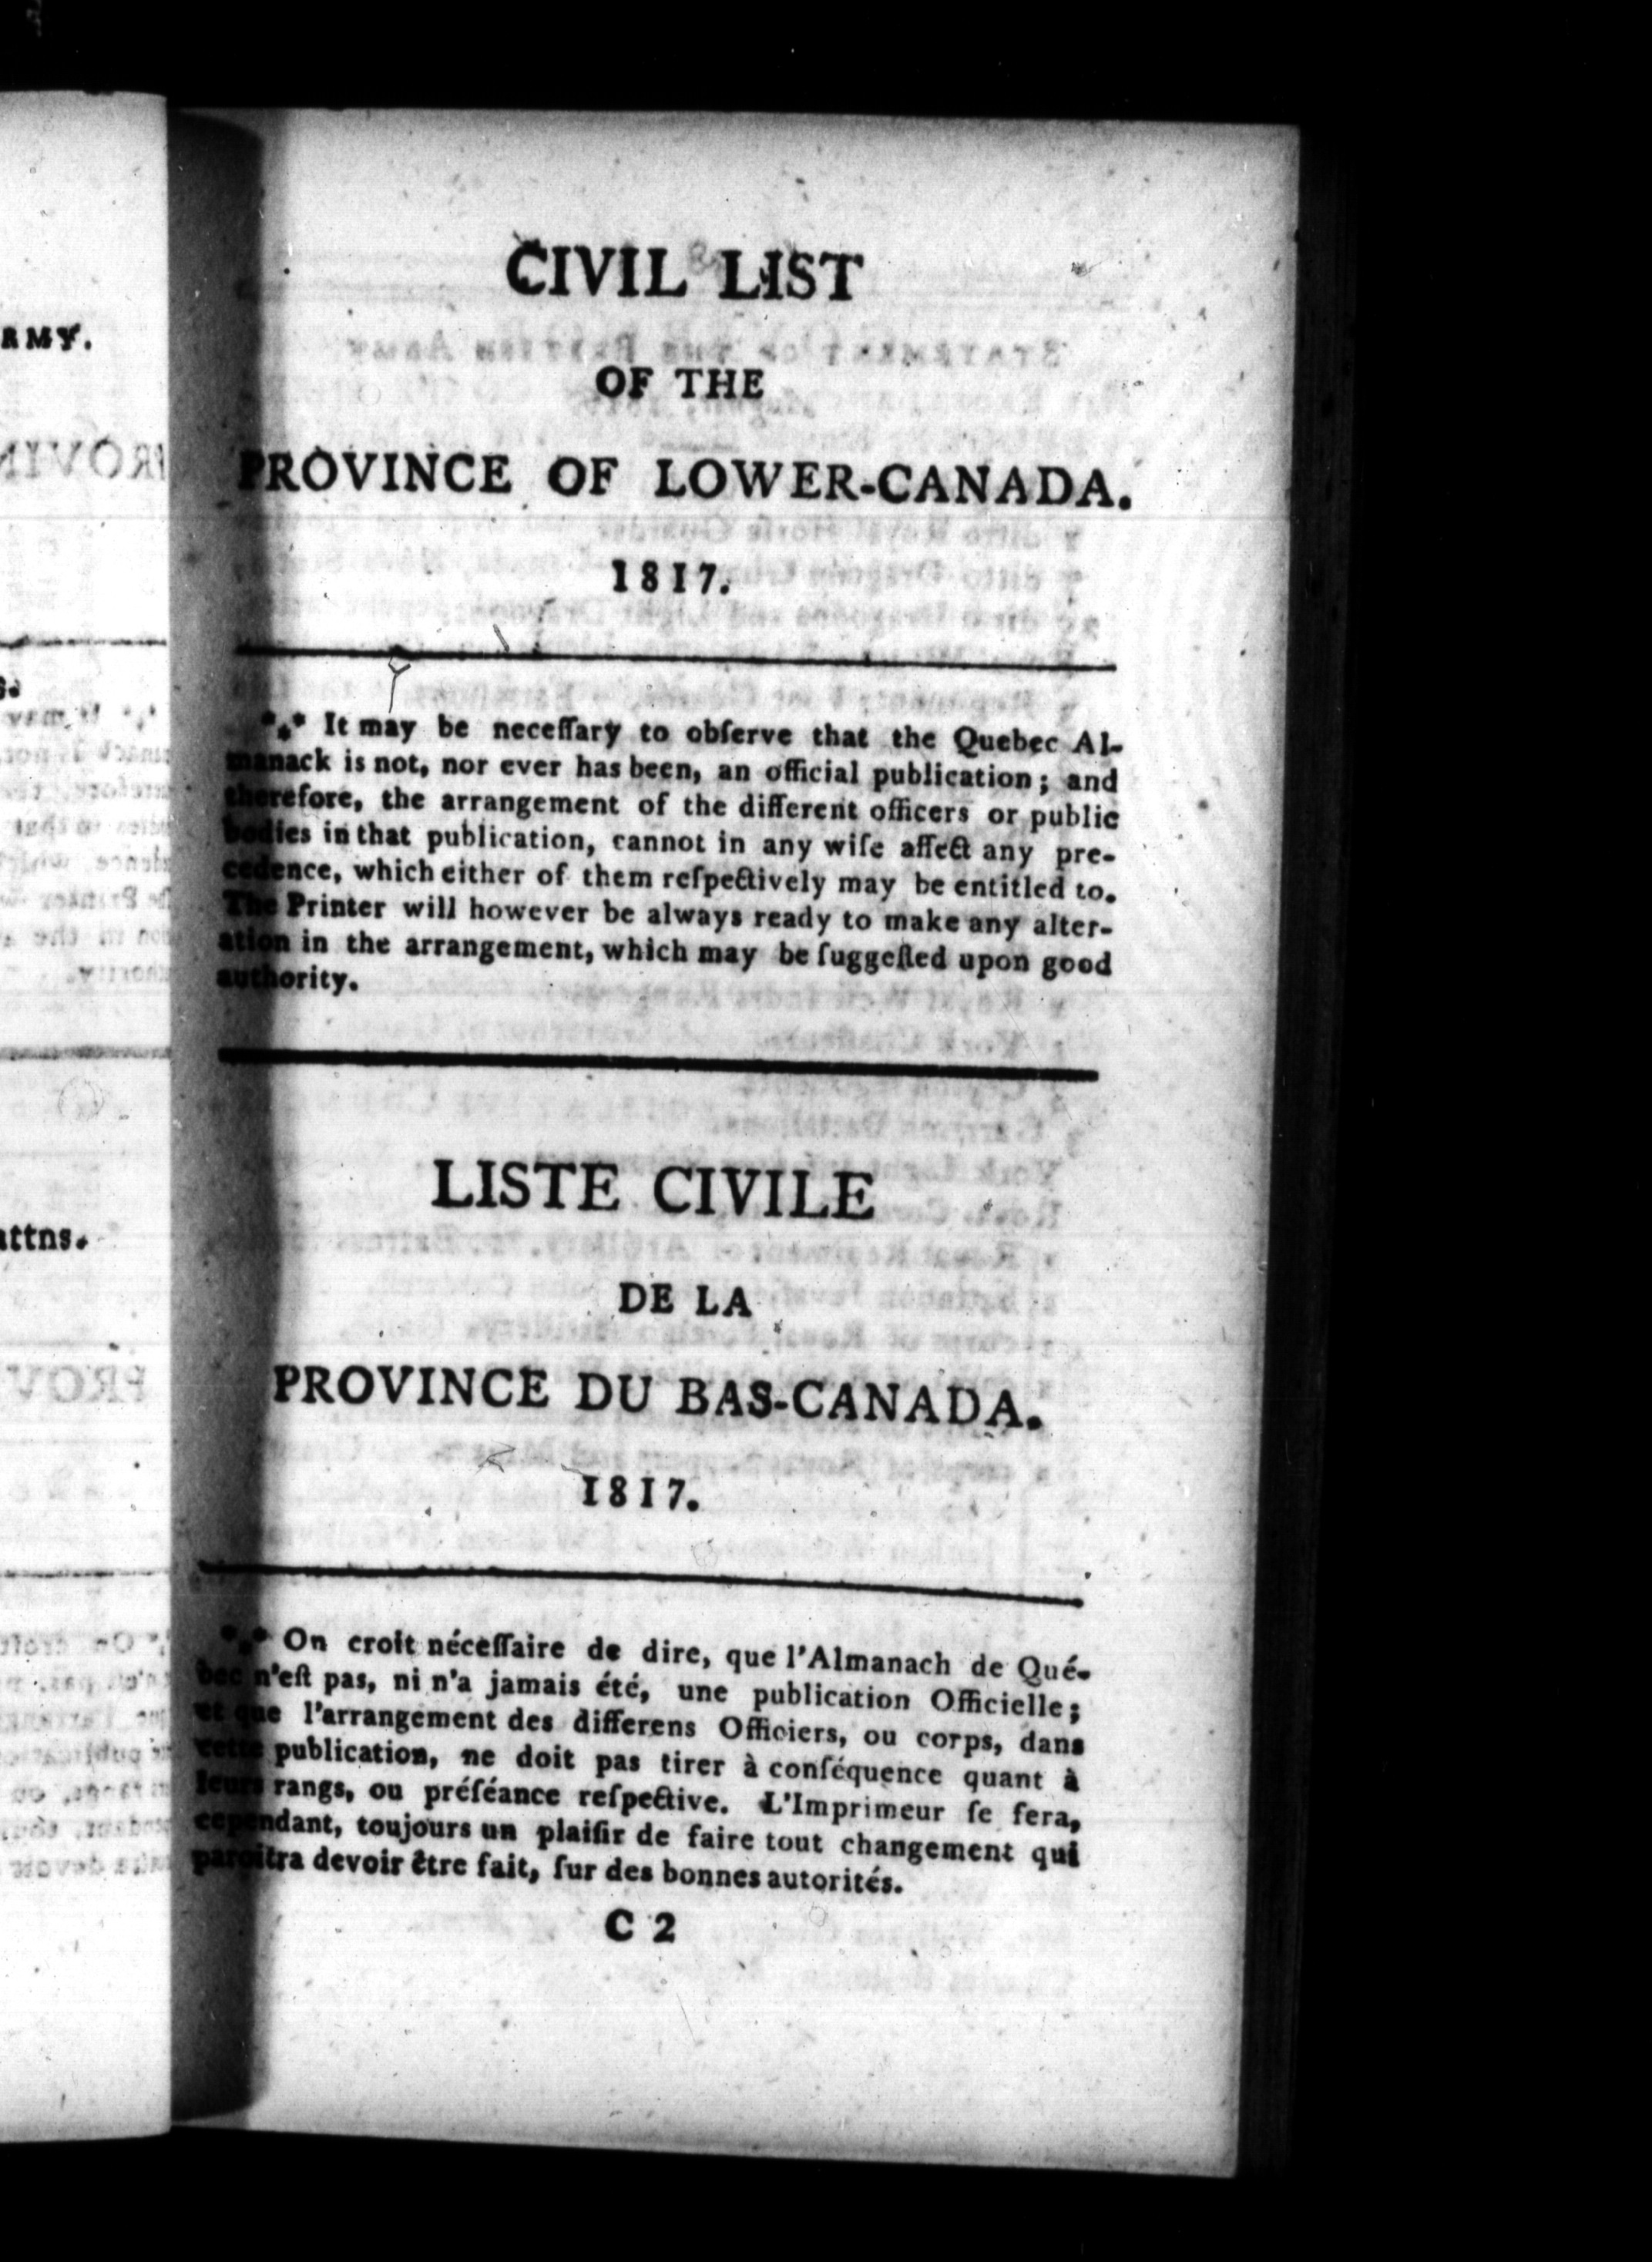 CIVIL LIST
OF THE
PROVINCE OF LOWER-CANADA.
1817.
*⁎* It may be neceſſary to obſerve that the Quebec Al-
manack is not, nor ever has been, an official publication; and
therefore, the arrangement of the different officers or public
bodies in that publication, cannot in any wiſe affect any pre-
cedence, which either of them reſpectively may be entitled to.
The Printer will however be always ready to make any alter-
ation in the arrangement, which may be ſuggeſted upon good
authority.
LISTE CIVILE
DE LA
PROVINCE DU BAS-CANADA.
1817.
*⁎* On croit néceſſaire de dire, que l'Almanach de Qué-
bec n'eſt pas, ni n'a jamais été, une publication Officielle;
et que l'arrangement des differens Officiers, ou corps, dans
cette publication, ne doit pas tirer à conſéquence quant à
leurs rangs, ou préſéance reſpective. L'Imprimeur ſe fera,
cependant, toujours un plaiſir de faire tout changement qui
paroitra devoir être fait, ſur des bonnes autorités.
C 2